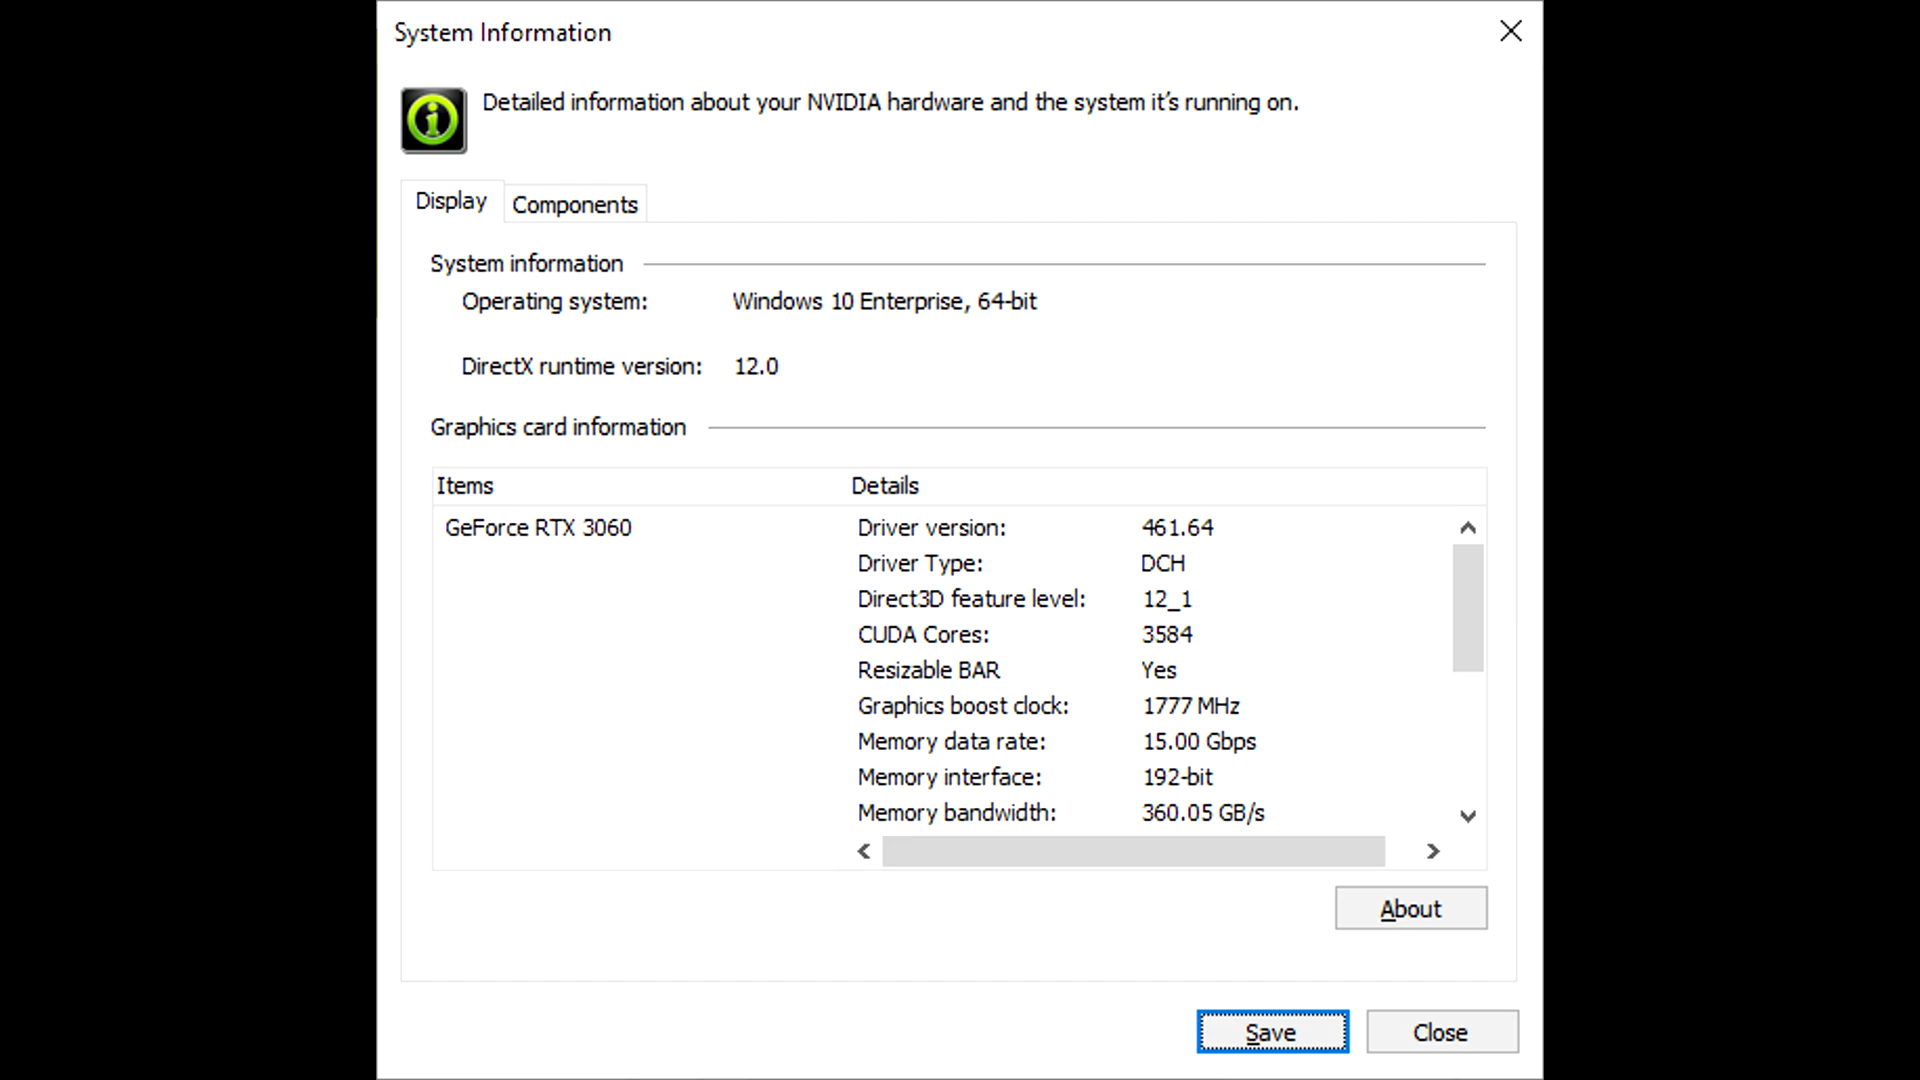 System Information
Detailed information about your NVIDIA hardware and the system it's running on.
Display Components
System information
Operating system: Windows 10 Enterprise, 64-bit
DirectX runtime version: 12.0
Graphics card information
Items Details
GeForce RTX 3060 Driver version: 461.64
Driver Type: DCH
Direct3D feature level: 12_1
CUDA Cores: 3584
Resizable BAR Yes
Graphics boost clock: 1777 MHz
Memory data rate: 15.00 Gbps
Memory interface: 192-bit
Memory bandwidth: 360.05 GB/s
About
Save Close